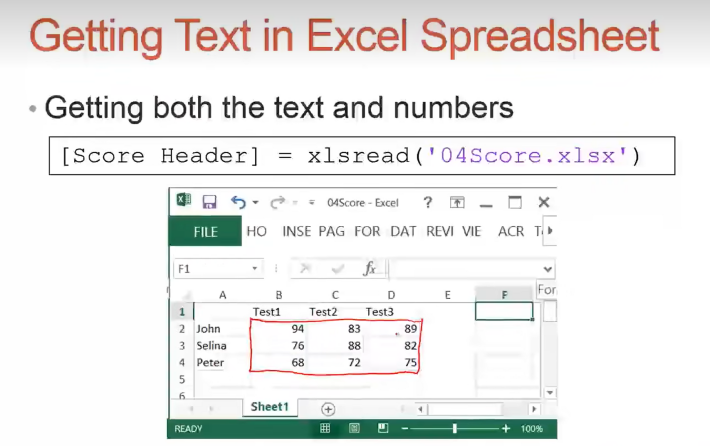 Getting Text in Excel Spreadsheet
• Getting both the text and numbers
[Score Header] = xlsread('04Score.xlsx')
04Score - Excel ?
FILE HO INSE PAG FOR DAT REVI VIE ACR
F1 fx
For
A B C D E F
1 Test1 Test2 Test3
2 John 94 83 89
3 Selina 76 88 82
4 Peter 68 72 75
5
6
Sheet1
READY 100%